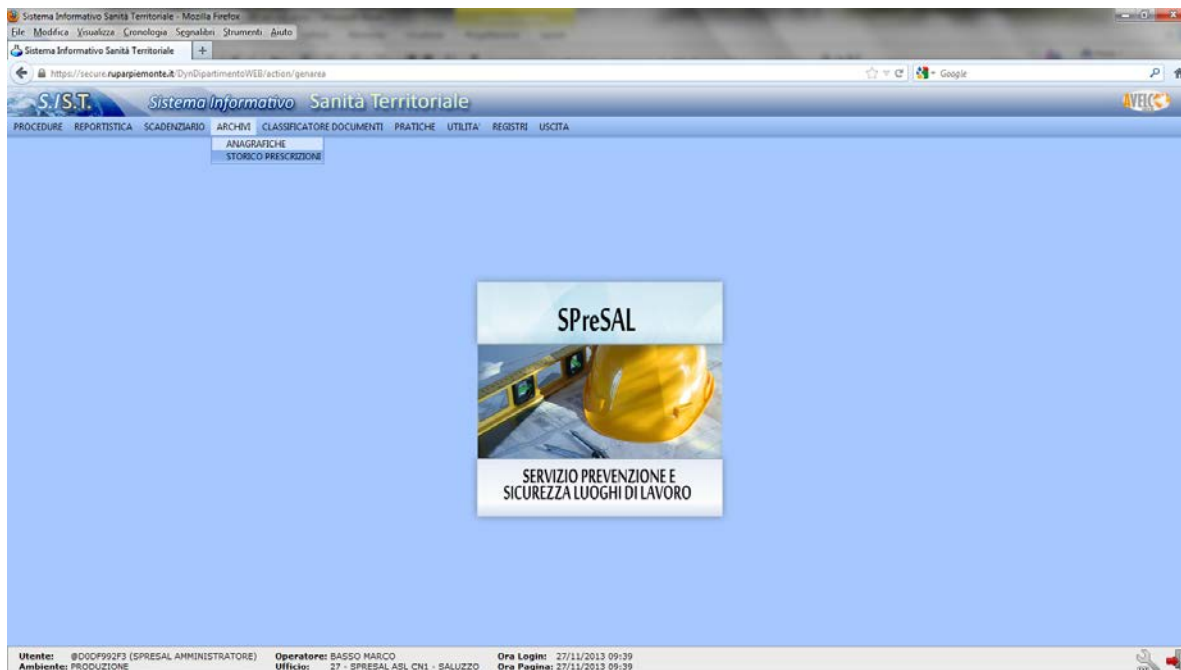 Sistema Informativo Sanità Territoriale - Mozilla Firefox
File Modifica Visualizza Cronologia Segnalibri Strumenti Aiuto
Sistema Informativo Sanità Territoriale +
https://secure.ruparpiemonte.it/DynDipartimentoWEB/action/genarea Google
S.I.S.T. Sistema Informativo Sanità Territoriale AVELCO
PROCEDURE REPORTISTICA SCADENZIARIO ARCHIVI CLASSIFICATORE DOCUMENTI PRATICHE UTILITA' REGISTRI USCITA
ANAGRAFICHE
STORICO PRESCRIZIONI
SPreSAL
SERVIZIO PREVENZIONE E
SICUREZZA LUOGHI DI LAVORO
Utente: @D0DF992F3 (SPRESAL AMMINISTRATORE) Operatore: BASSO MARCO Ora Login: 27/11/2013 09:39
Ambiente: PRODUZIONE Ufficio: 27 - SPRESAL ASL CN1 - SALUZZO Ora Pagina: 27/11/2013 09:39